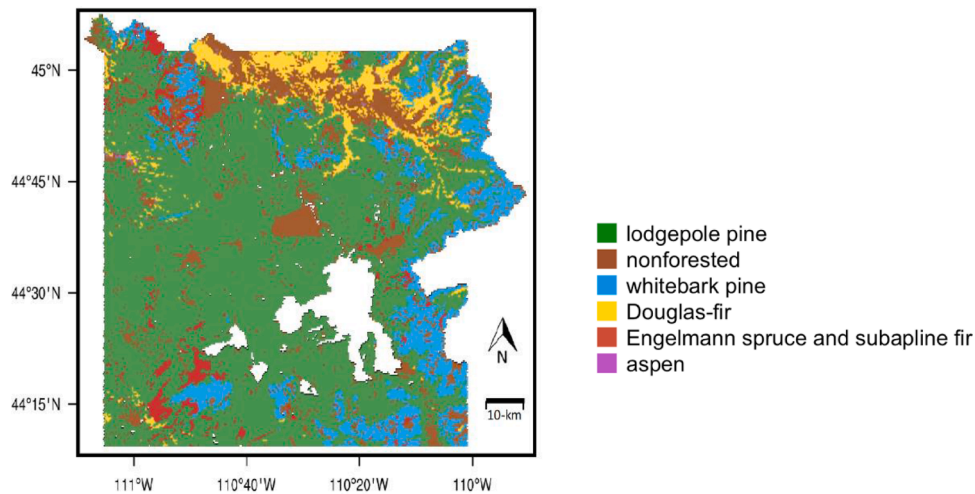 45°N
44°45'N
44°30'N
44°15'N
N
10-km
111°W
110°40'W
110°20'W
110°W
lodgepole pine
nonforested
whitebark pine
Douglas-fir
Engelmann spruce and subapline fir
aspen